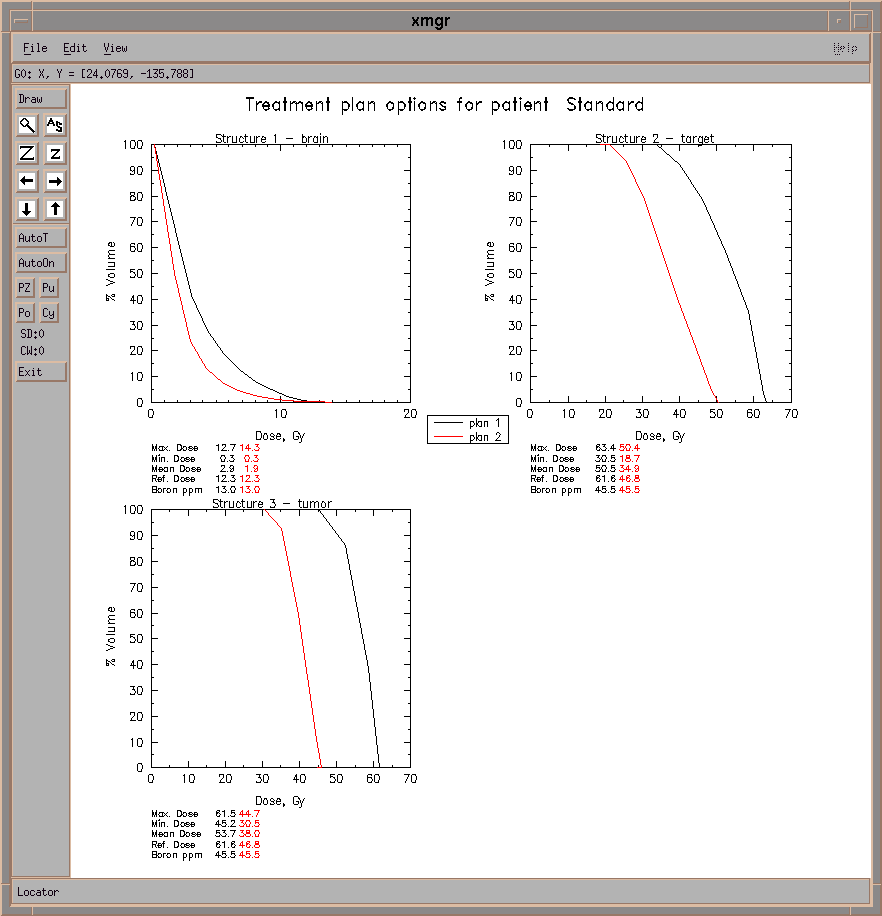 xmgr
File Edit View Help
G0: X, Y = [24.0769, -135.788]
Draw
AS
Z Z
AutoT
AutoOn
PZ Pu
Po Cy
SD:0
CW:0
Exit
Treatment plan options for patient Standard
Structure 1 - brain
% Volume
100
90
80
70
60
50
40
30
20
10
0
0 10 20
Dose, Gy
Max. Dose 12.7 14.3
Min. Dose 0.3 0.3
Mean Dose 2.9 1.9
Ref. Dose 12.3 12.3
Boron ppm 13.0 13.0
plan 1
plan 2
Structure 2 - target
% Volume
100
90
80
70
60
50
40
30
20
10
0
0 10 20 30 40 50 60 70
Dose, Gy
Max. Dose 63.4 50.4
Min. Dose 30.5 18.7
Mean Dose 50.5 34.9
Ref. Dose 61.6 46.8
Boron ppm 45.5 45.5
Structure 3 - tumor
% Volume
100
90
80
70
60
50
40
30
20
10
0
0 10 20 30 40 50 60 70
Dose, Gy
Max. Dose 61.5 44.7
Min. Dose 45.2 30.5
Mean Dose 53.7 38.0
Ref. Dose 61.6 46.8
Boron ppm 45.5 45.5
Locator